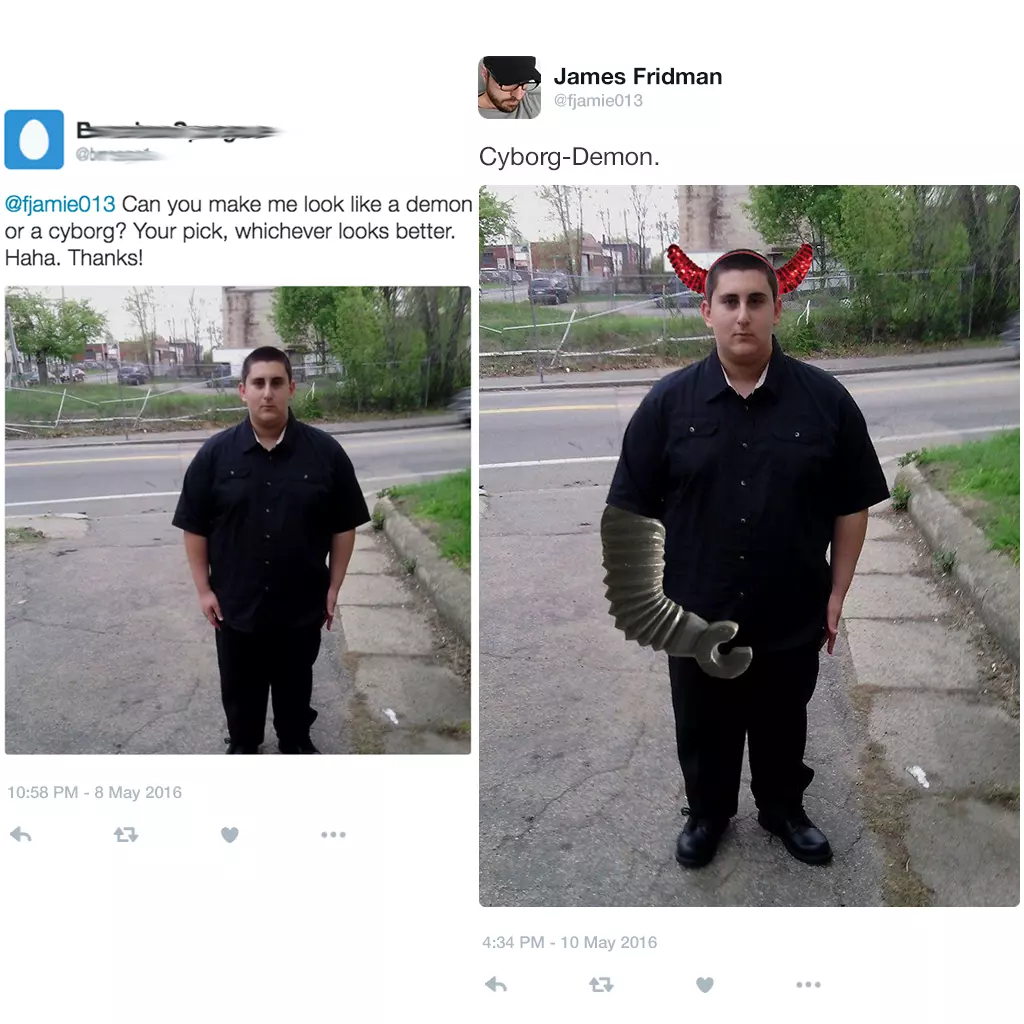 @fjamie013 Can you make me look like a demon
or a cyborg? Your pick, whichever looks better.
Haha. Thanks!
10:58 PM - 8 May 2016
James Fridman
@fjamie013
Cyborg-Demon.
4:34 PM - 10 May 2016